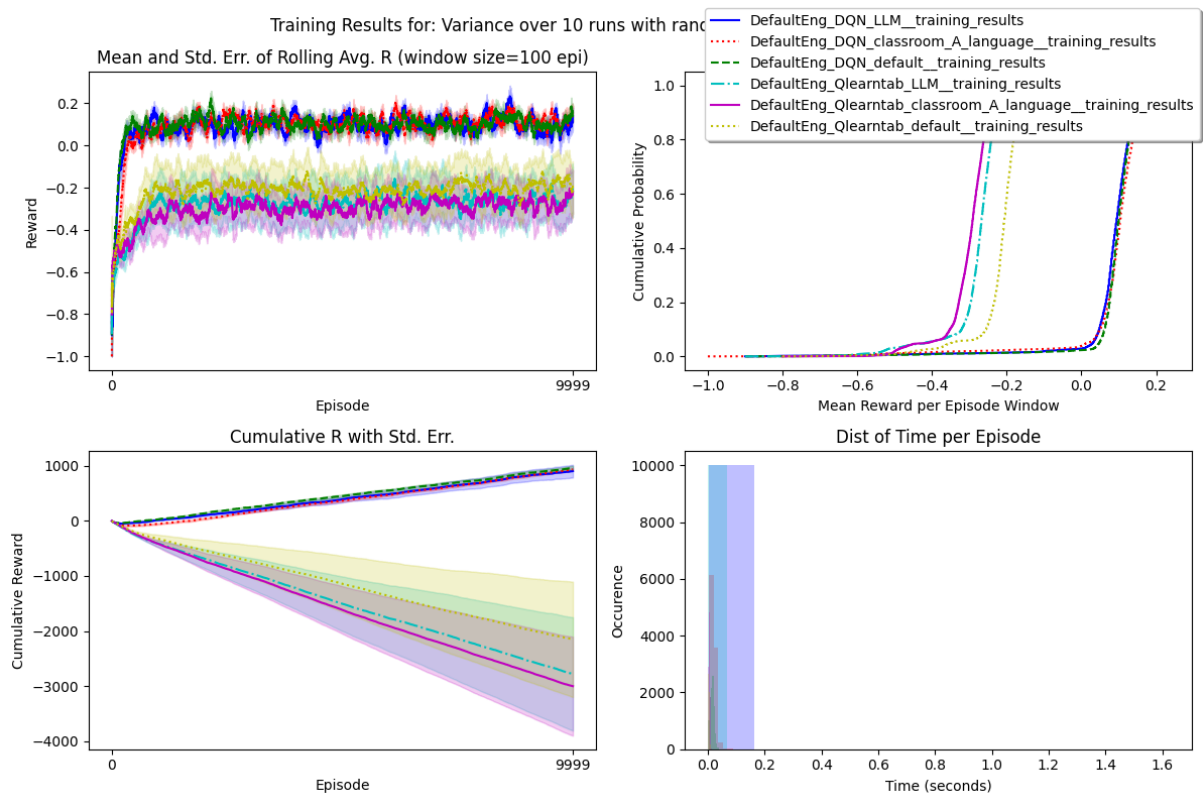 Training Results for: Variance over 10 runs with rand
DefaultEng_DQN_LLM__training_results
DefaultEng_DQN_classroom_A_language__training_results
DefaultEng_DQN_default__training_results
DefaultEng_Qlearntab_LLM__training_results
DefaultEng_Qlearntab_classroom_A_language__training_results
DefaultEng_Qlearntab_default__training_results
Mean and Std. Err. of Rolling Avg. R (window size=100 epi)
Reward
0.2
0.0
−0.2
−0.4
−0.6
−0.8
−1.0
0
9999
Episode
Cumulative Probability
1.0
0.8
0.6
0.4
0.2
0.0
−1.0
−0.8
−0.6
−0.4
−0.2
0.0
0.2
Mean Reward per Episode Window
Cumulative R with Std. Err.
Cumulative Reward
1000
0
−1000
−2000
−3000
−4000
0
9999
Episode
Dist of Time per Episode
Occurence
10000
8000
6000
4000
2000
0
0.0
0.2
0.4
0.6
0.8
1.0
1.2
1.4
1.6
Time (seconds)